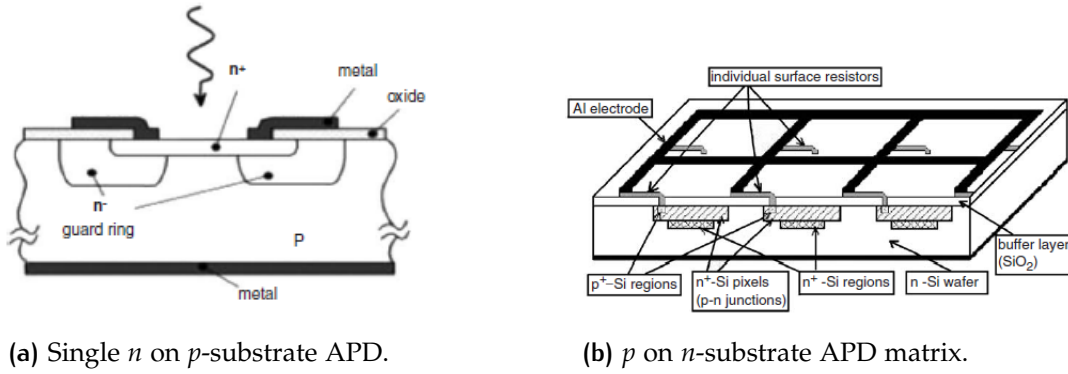 n+
metal
oxide
n-
guard ring
P
metal
(a) Single n on p-substrate APD.
individual surface resistors
Al electrode
buffer layer
(SiO2)
p+–Si regions
n+-Si pixels
(p-n junctions)
n+ -Si regions
n -Si wafer
(b) p on n-substrate APD matrix.